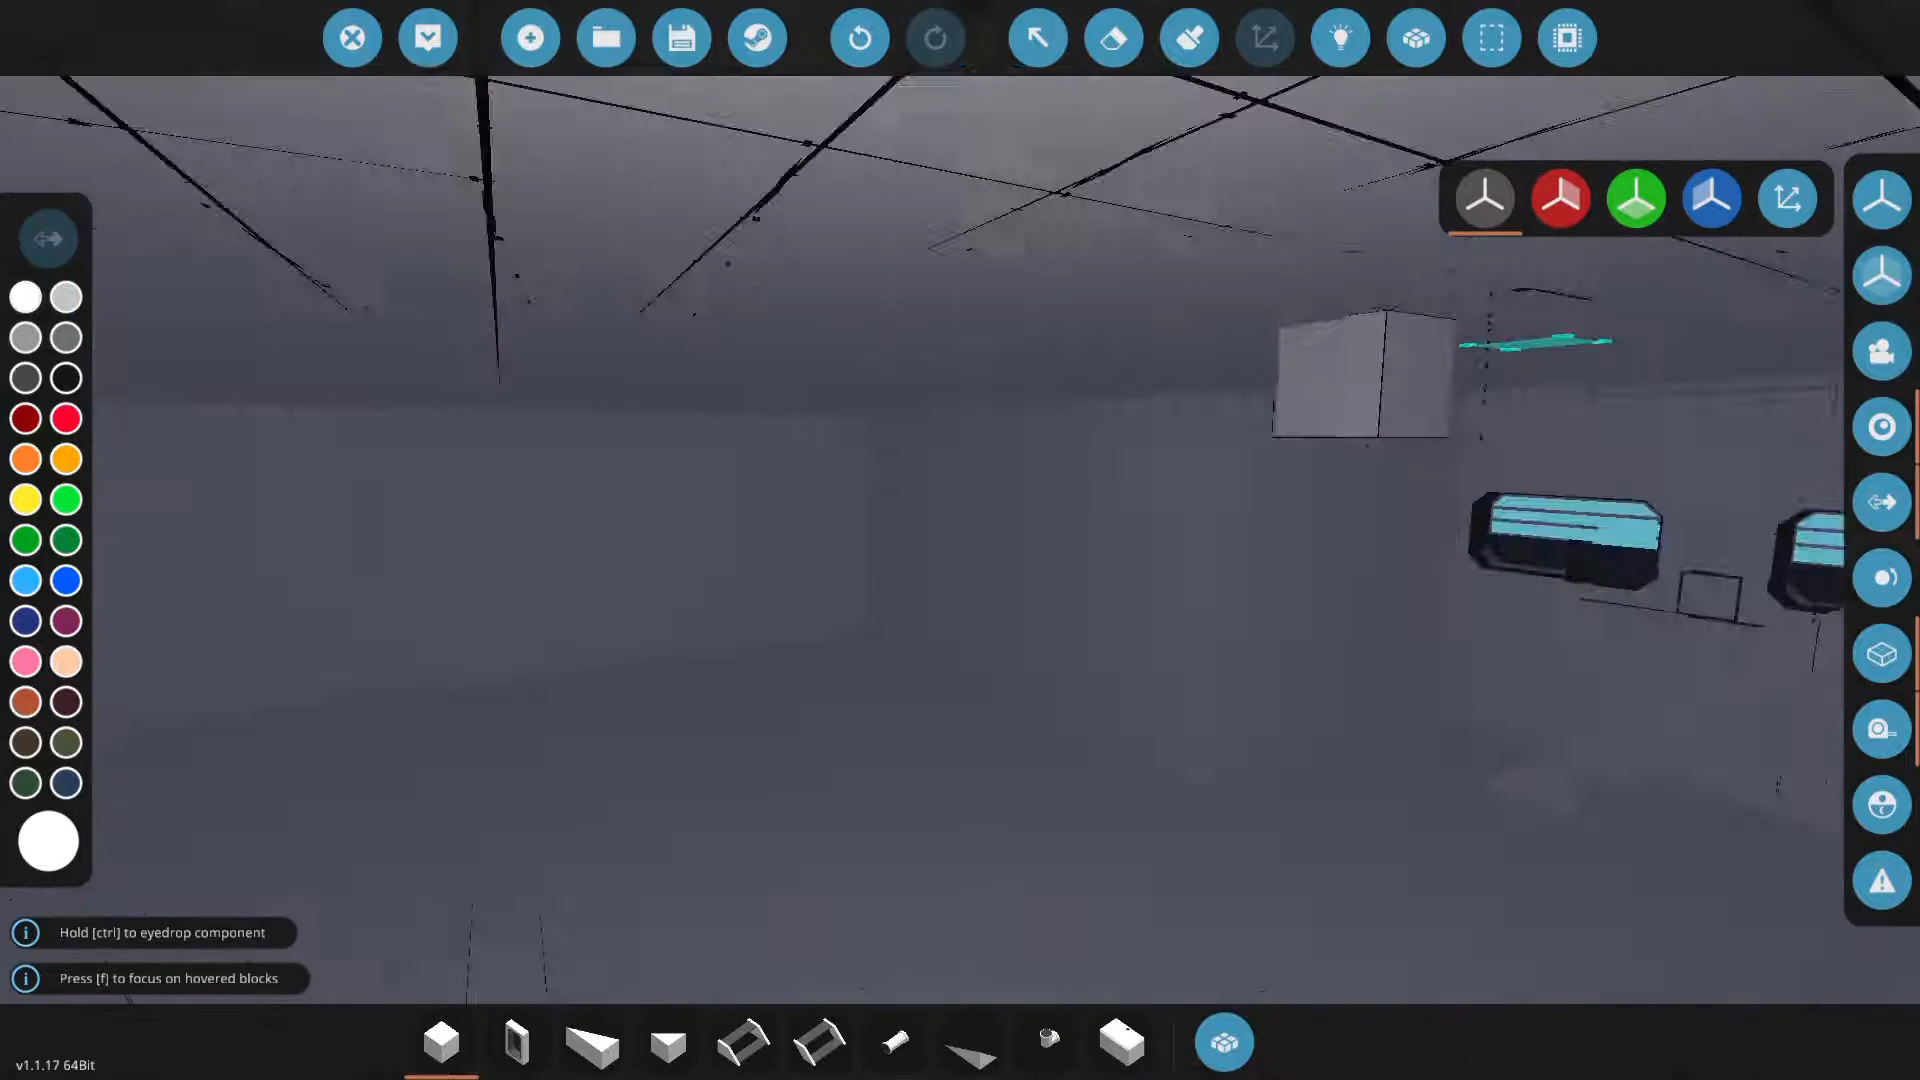 Hold [ctrl] to eyedrop component
Press [f] to focus on hovered blocks
v1.1.17 64Bit